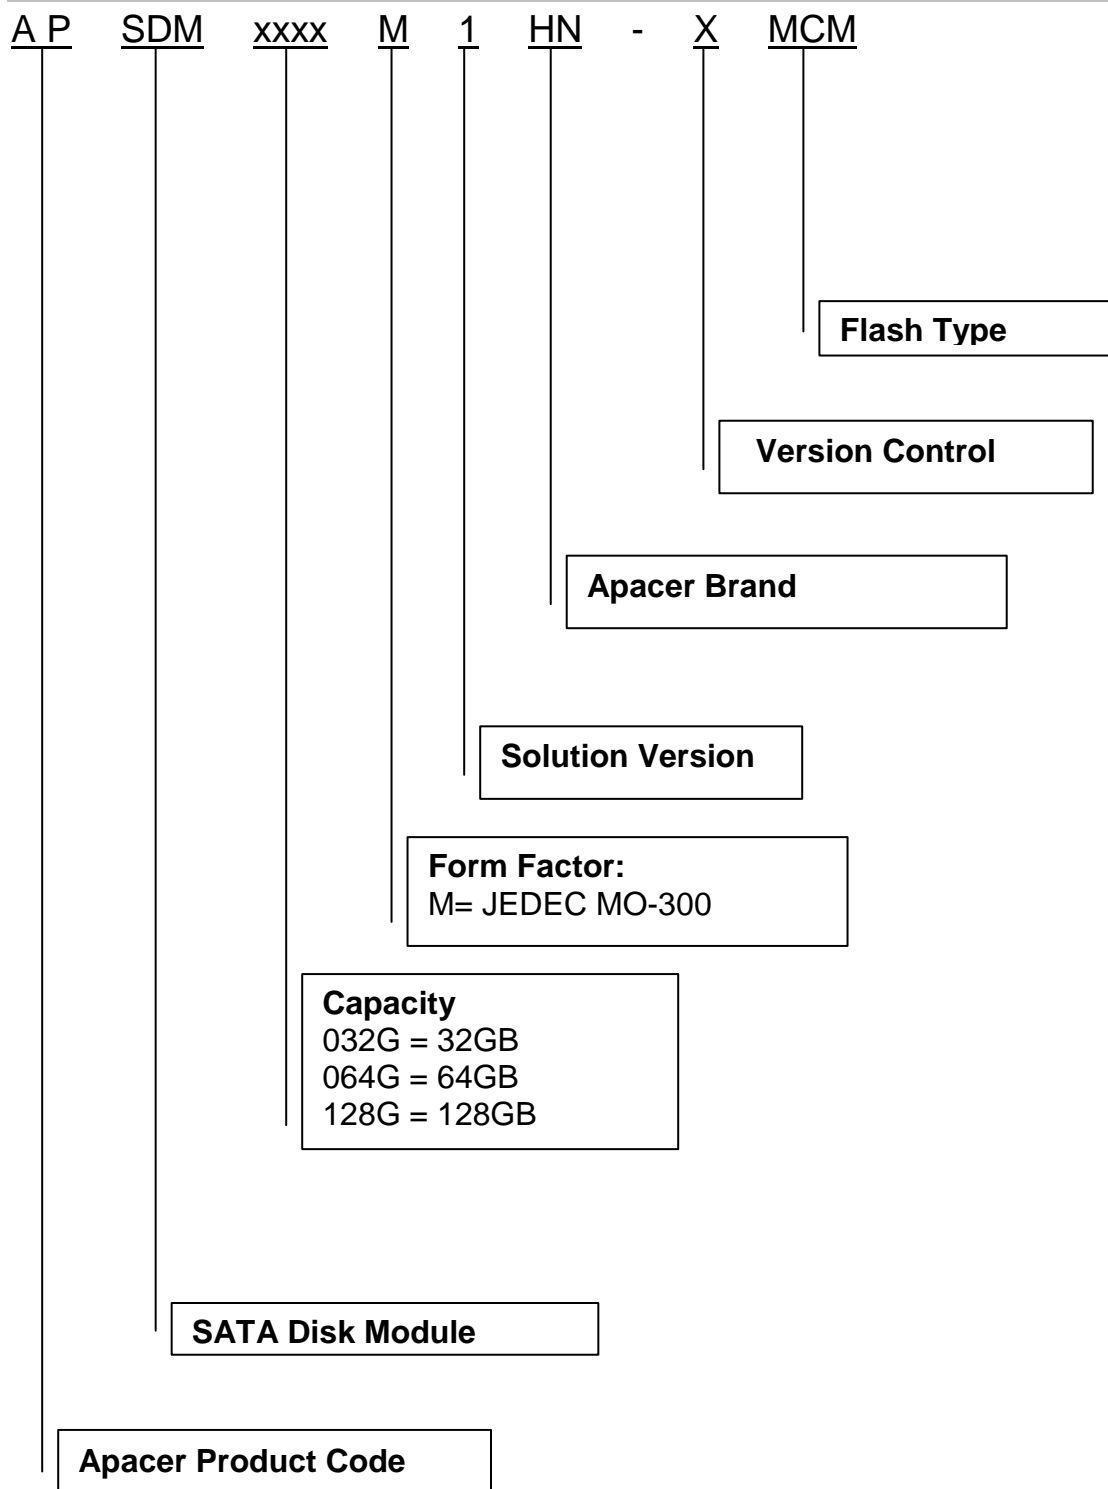 A P SDM xxxx M 1 HN - X MCM
Flash Type
Version Control
Apacer Brand
Solution Version
Form Factor:
M= JEDEC MO-300
Capacity
032G = 32GB
064G = 64GB
128G = 128GB
SATA Disk Module
Apacer Product Code